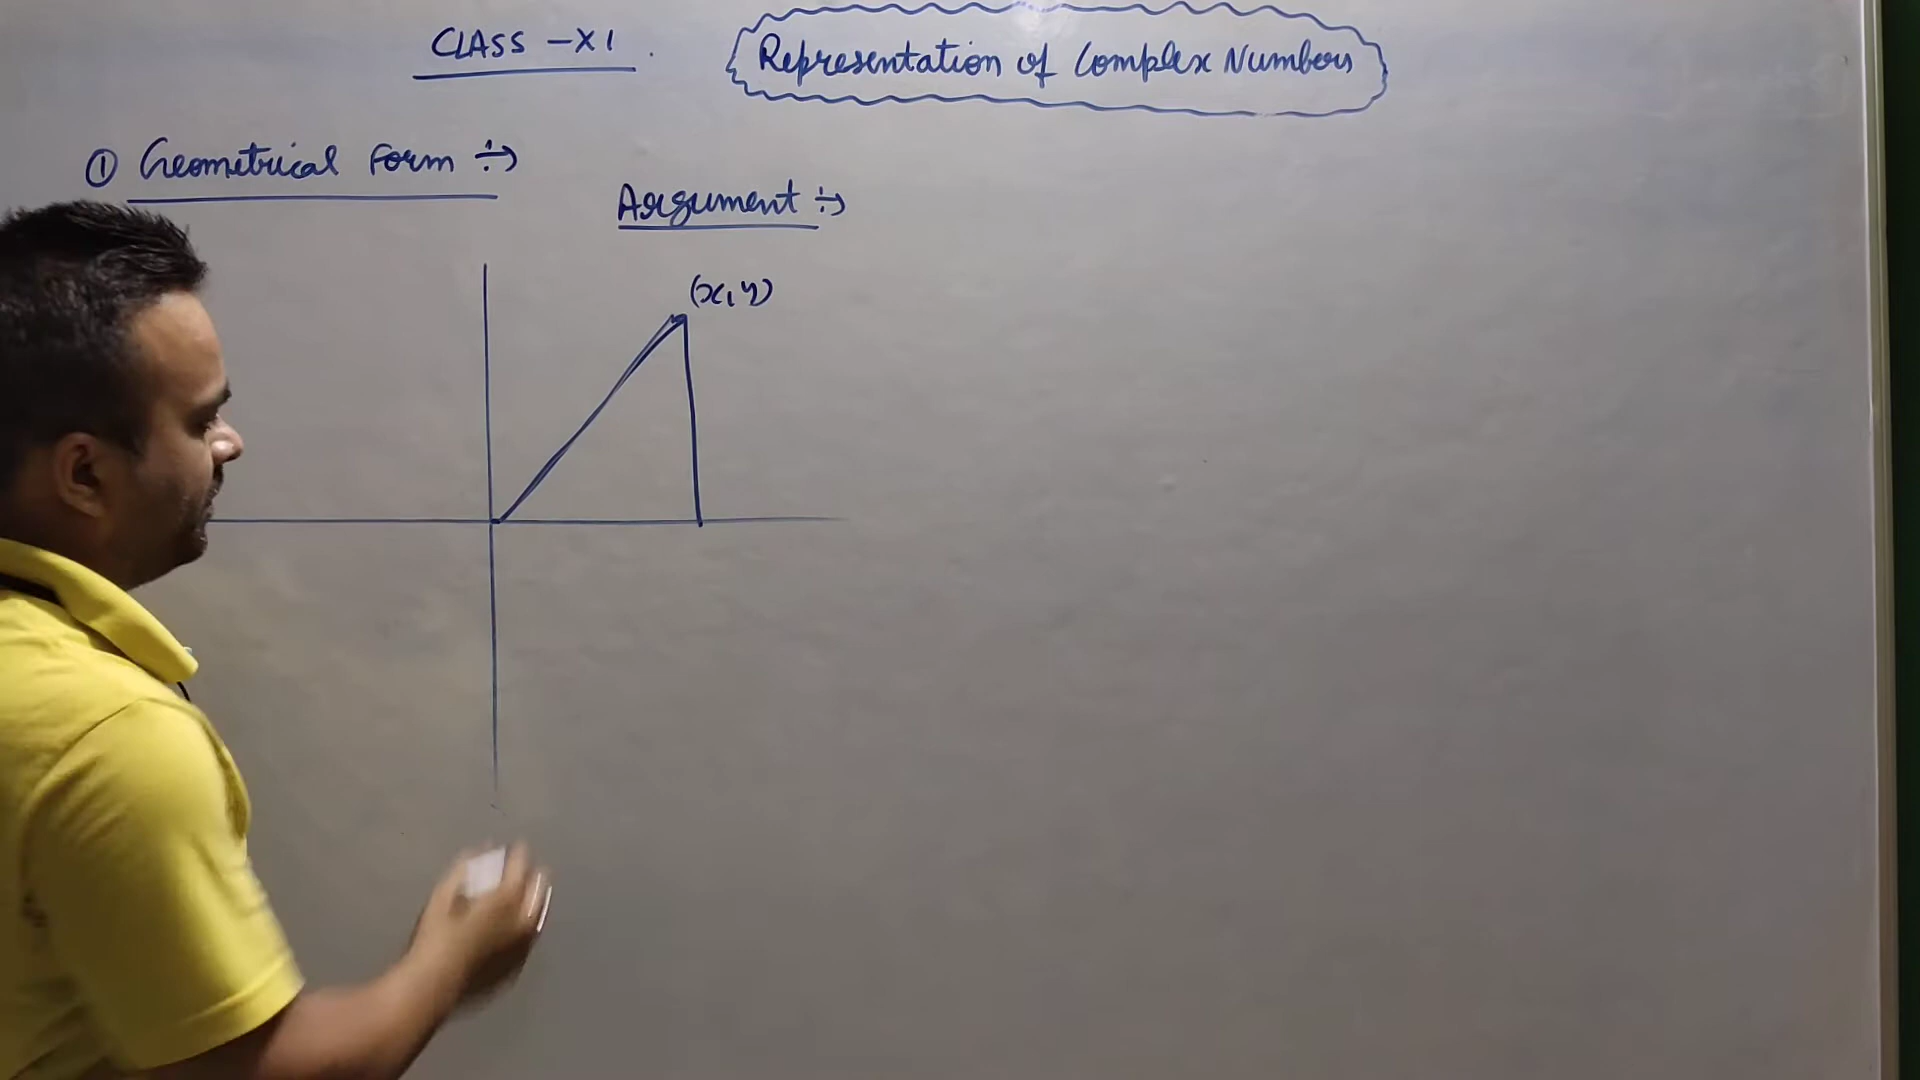 CLASS -XI.
Representation of Complex Numbers
① Geometrical Form ÷→
Argument ÷→
(x,y)